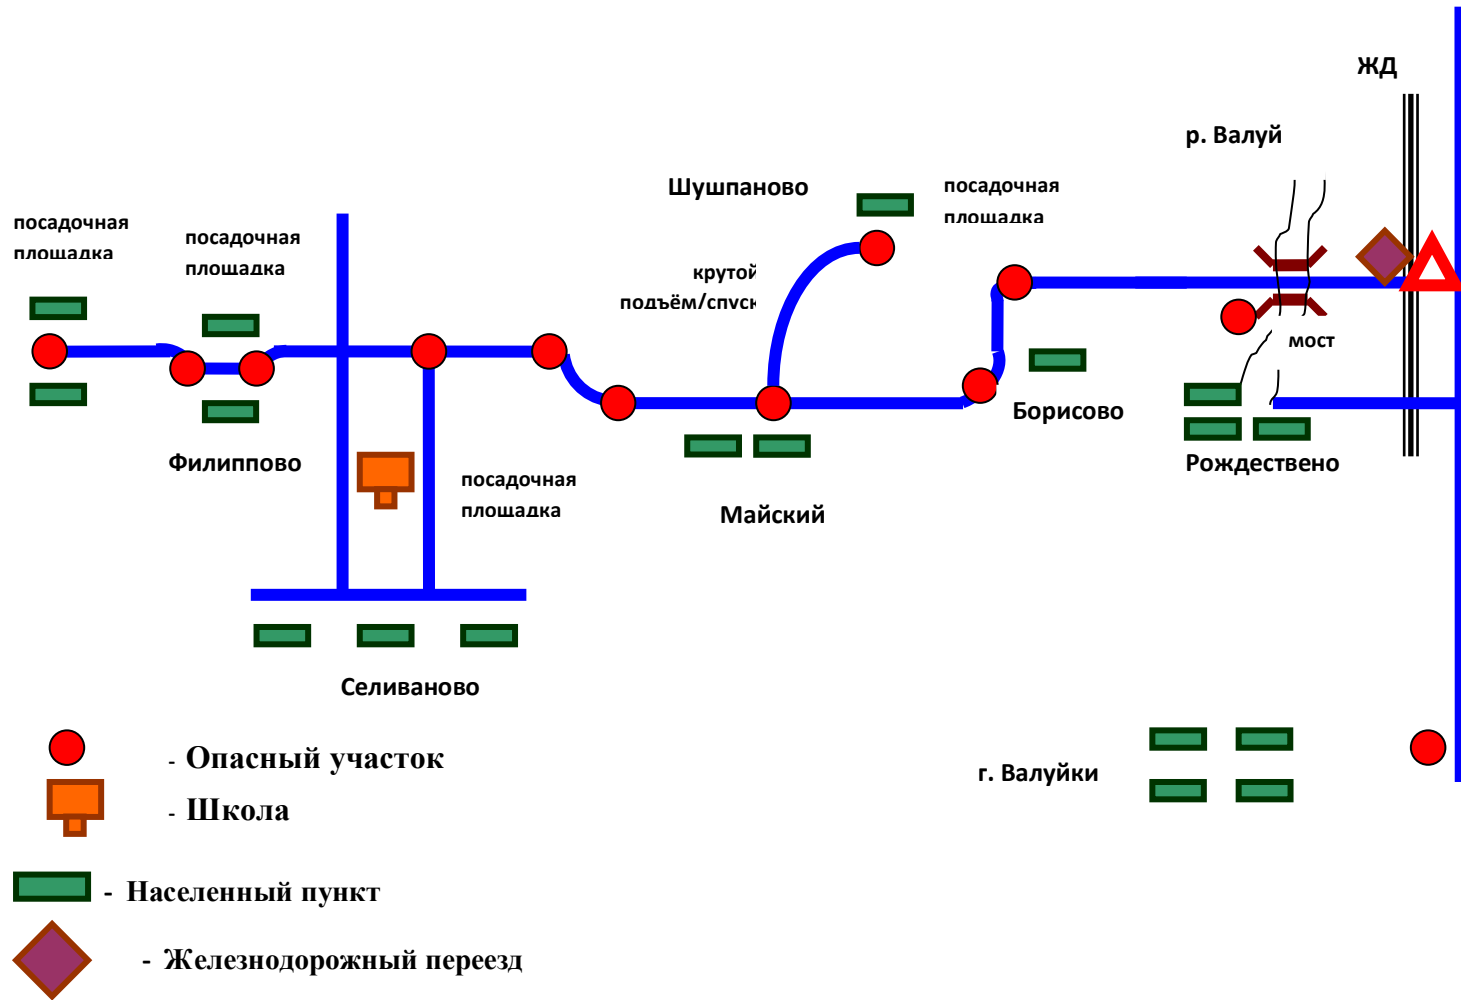 ЖД
р. Валуй
Шушпаново
посадочная
площадка
посадочная
площадка
посадочная
площадка
крутой
подъём/спуск
мост
Борисово
Филиппово
Рождествено
посадочная
площадка
Майский
Селиваново
- Опасный участок
г. Валуйки
- Школа
- Населенный пункт
- Железнодорожный переезд